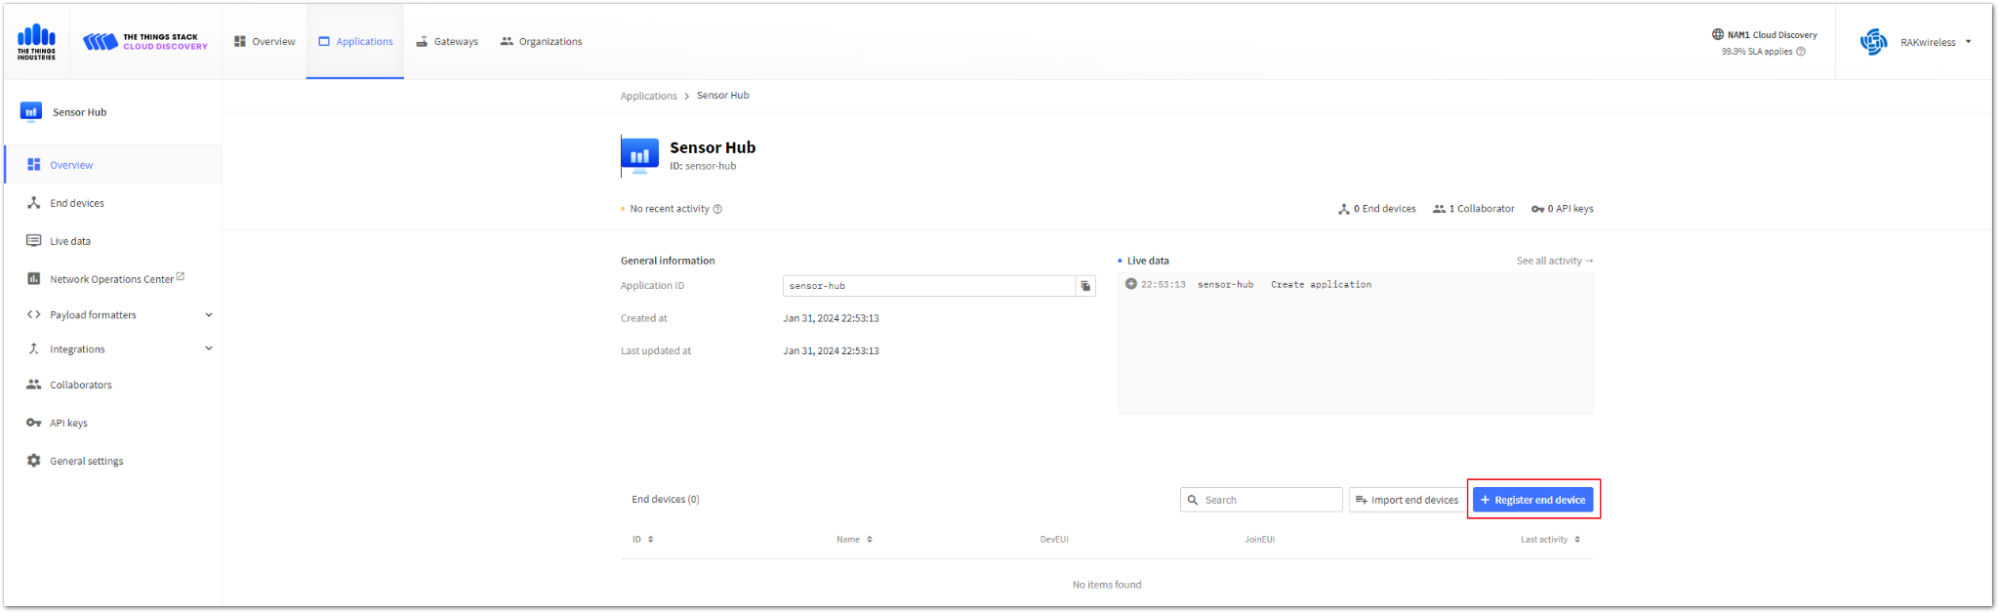 THE THINGS INDUSTRIES
THE THINGS STACK
CLOUD DISCOVERY
Overview
Applications
Gateways
Organizations
NAM1 Cloud Discovery
99.9% SLA applies
RAKwireless
Sensor Hub
Overview
End devices
Live data
Network Operations Center
Payload formatters
Integrations
Collaborators
API keys
General settings
Applications > Sensor Hub
Sensor Hub
ID: sensor-hub
No recent activity
0 End devices
1 Collaborator
0 API keys
General information
Application ID
sensor-hub
Created at
Jan 31, 2024 22:53:13
Last updated at
Jan 31, 2024 22:53:13
Live data
See all activity →
22:53:13 sensor-hub Create application
End devices (0)
Search
Import end devices
+ Register end device
ID
Name
DevEUI
JoinEUI
Last activity
No items found